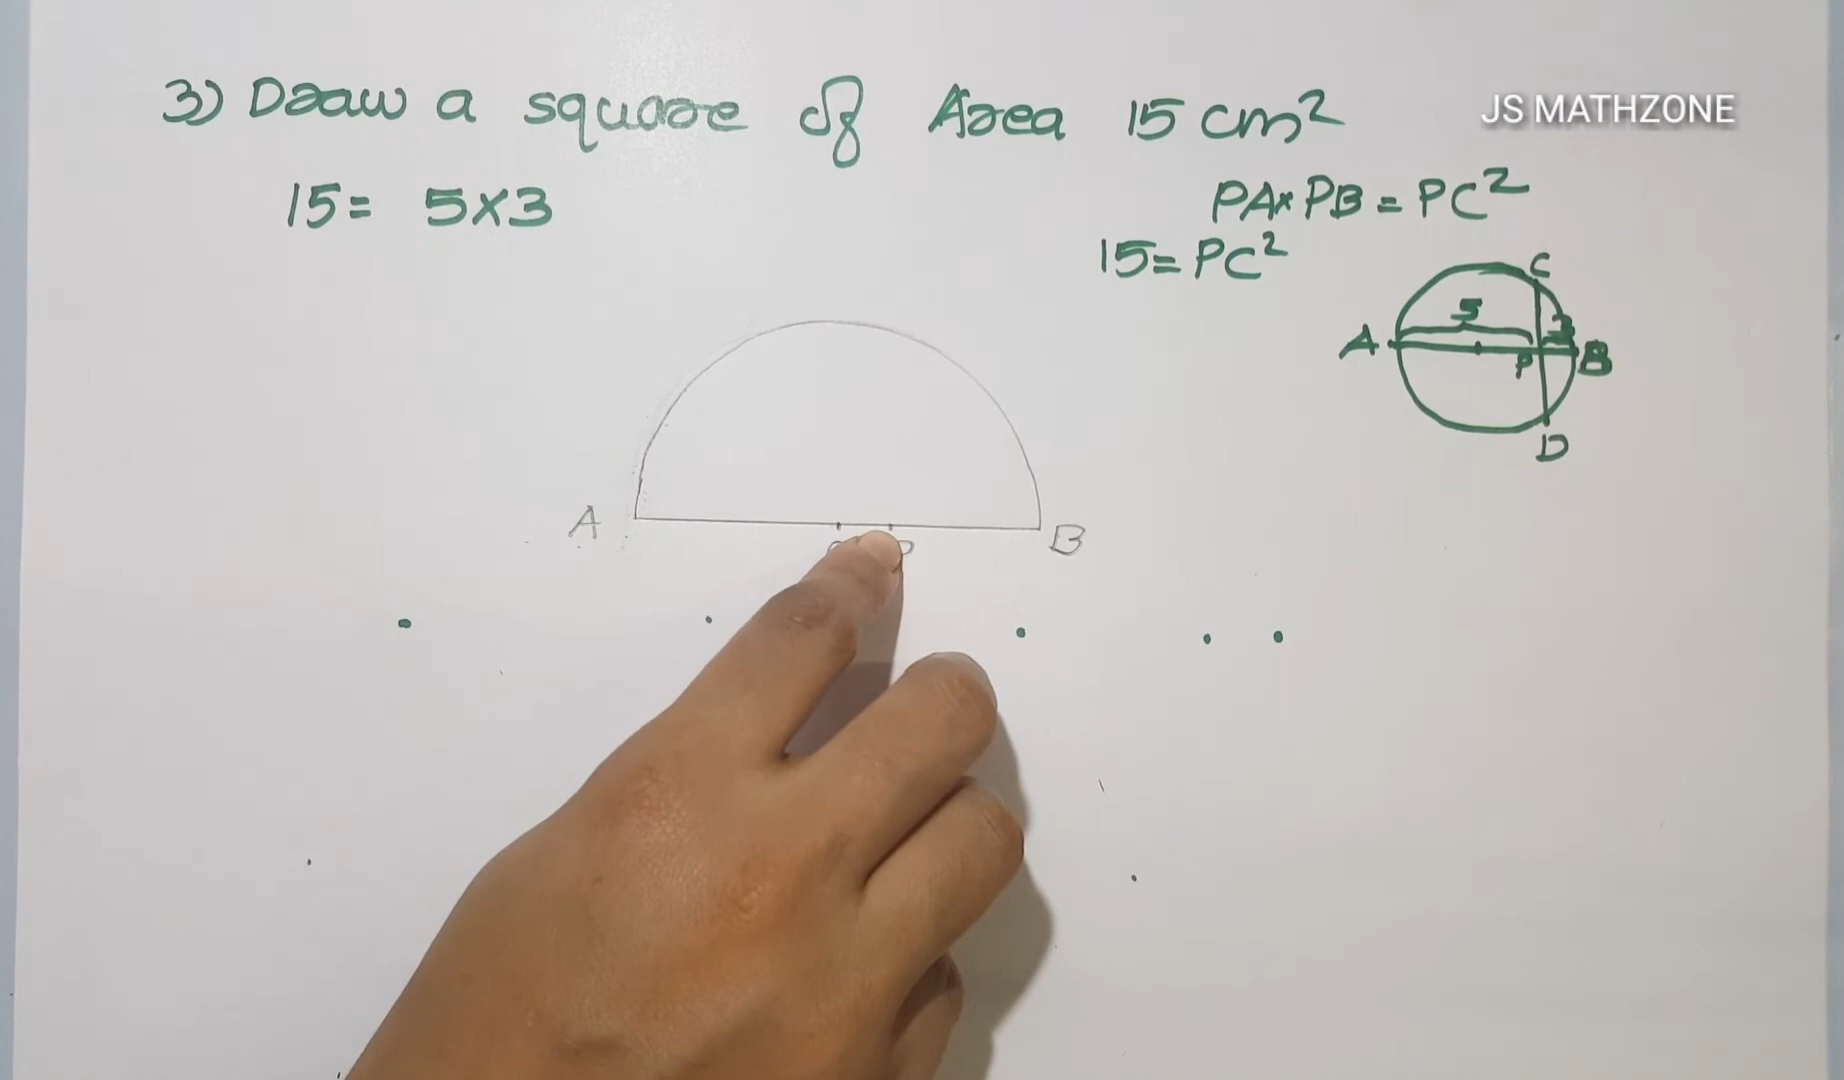 3) Draw a square of Area 15 cm²
JS MATHZONE
15 = 5×3
PA × PB = PC²
15 = PC²
C
5 3
A P B
D
A B